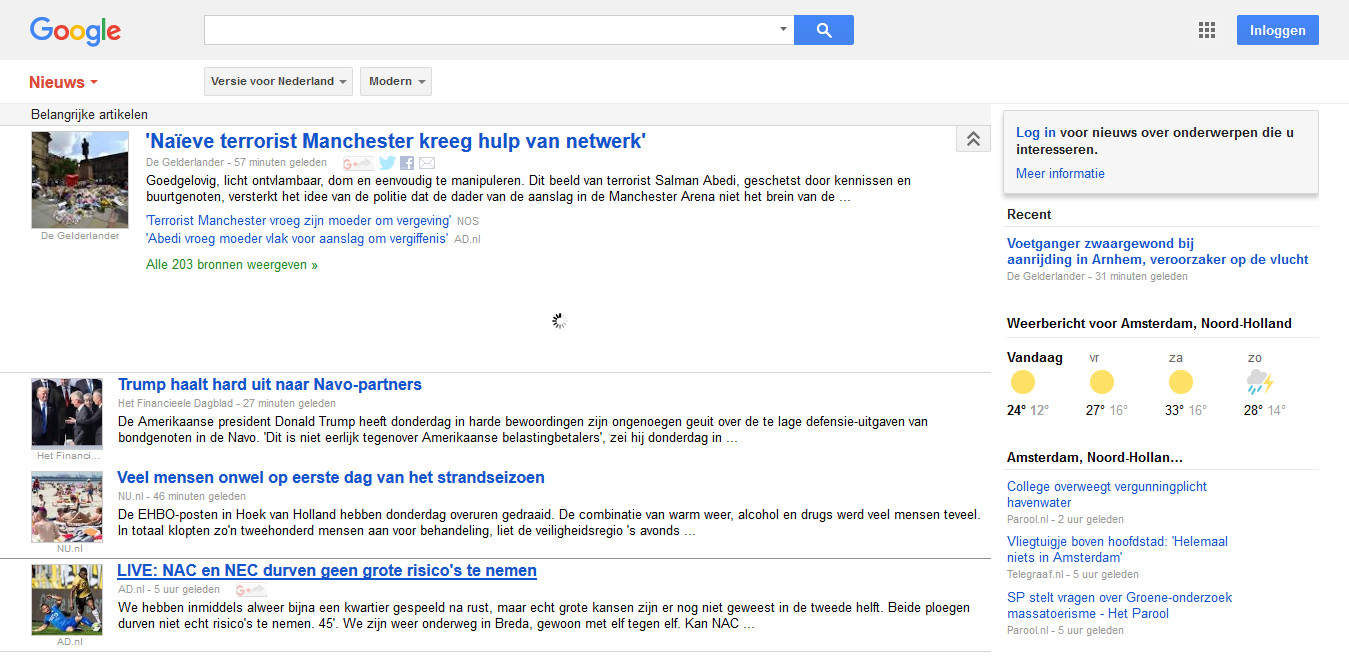 Google
Inloggen
Nieuws
Versie voor Nederland
Modern
Belangrijke artikelen
'Naïeve terrorist Manchester kreeg hulp van netwerk'
De Gelderlander - 57 minuten geleden
G+
Goedgelovig, licht ontvlambaar, dom en eenvoudig te manipuleren. Dit beeld van terrorist Salman Abedi, geschetst door kennissen en
buurtgenoten, versterkt het idee van de politie dat de dader van de aanslag in de Manchester Arena niet het brein van de ...
'Terrorist Manchester vroeg zijn moeder om vergeving' NOS
De Gelderlander
'Abedi vroeg moeder vlak voor aanslag om vergiffenis' AD.nl
Alle 203 bronnen weergeven »
Trump haalt hard uit naar Navo-partners
Het Financieele Dagblad - 27 minuten geleden
De Amerikaanse president Donald Trump heeft donderdag in harde bewoordingen zijn ongenoegen geuit over de te lage defensie-uitgaven van
bondgenoten in de Navo. 'Dit is niet eerlijk tegenover Amerikaanse belastingbetalers', zei hij donderdag in ...
Het Financi...
Veel mensen onwel op eerste dag van het strandseizoen
NU.nl - 46 minuten geleden
De EHBO-posten in Hoek van Holland hebben donderdag overuren gedraaid. De combinatie van warm weer, alcohol en drugs werd veel mensen teveel.
In totaal klopten zo'n tweehonderd mensen aan voor behandeling, liet de veiligheidsregio 's avonds ...
NU.nl
LIVE: NAC en NEC durven geen grote risico's te nemen
AD.nl - 5 uur geleden
G+
We hebben inmiddels alweer bijna een kwartier gespeeld na rust, maar echt grote kansen zijn er nog niet geweest in de tweede helft. Beide ploegen
durven niet echt risico's te nemen. 45'. We zijn weer onderweg in Breda, gewoon met elf tegen elf. Kan NAC ...
AD.nl
Log in voor nieuws over onderwerpen die u
interesseren.
Meer informatie
Recent
Voetganger zwaargewond bij
aanrijding in Arnhem, veroorzaker op de vlucht
De Gelderlander - 31 minuten geleden
Weerbericht voor Amsterdam, Noord-Holland
Vandaag vr za zo
24° 12° 27° 16° 33° 16° 28° 14°
Amsterdam, Noord-Hollan...
College overweegt vergunningplicht
havenwater
Parool.nl - 2 uur geleden
Vliegtuigje boven hoofdstad: 'Helemaal
niets in Amsterdam'
Telegraaf.nl - 5 uur geleden
SP stelt vragen over Groene-onderzoek
massatoerisme - Het Parool
Parool.nl - 5 uur geleden